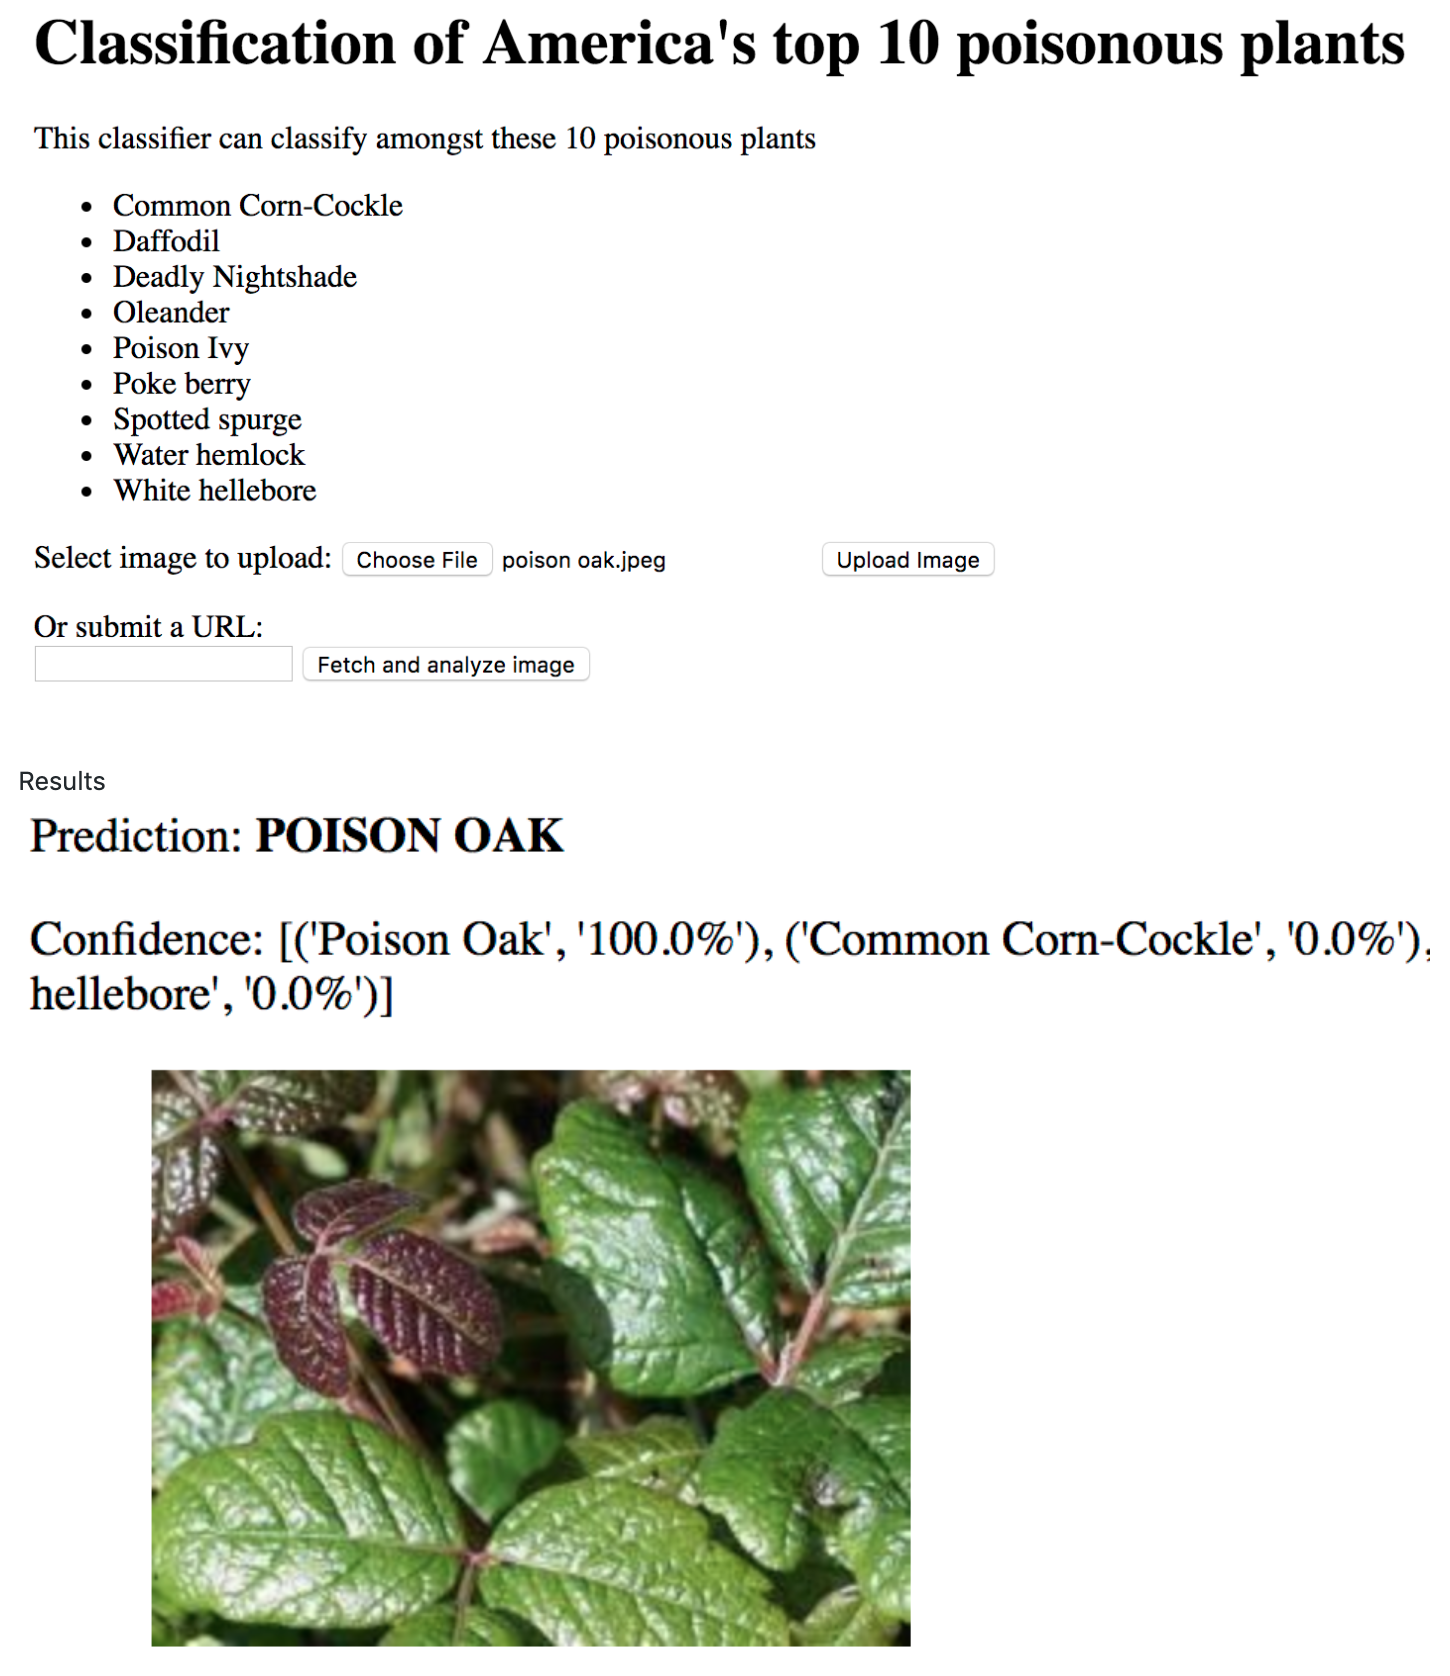 Classification of America's top 10 poisonous plants
This classifier can classify amongst these 10 poisonous plants
• Common Corn-Cockle
• Daffodil
• Deadly Nightshade
• Oleander
• Poison Ivy
• Poke berry
• Spotted spurge
• Water hemlock
• White hellebore
Select image to upload: Choose File poison oak.jpeg Upload Image
Or submit a URL:
Fetch and analyze image
Results
Prediction: POISON OAK
Confidence: [('Poison Oak', '100.0%'), ('Common Corn-Cockle', '0.0%'),
hellebore', '0.0%')]